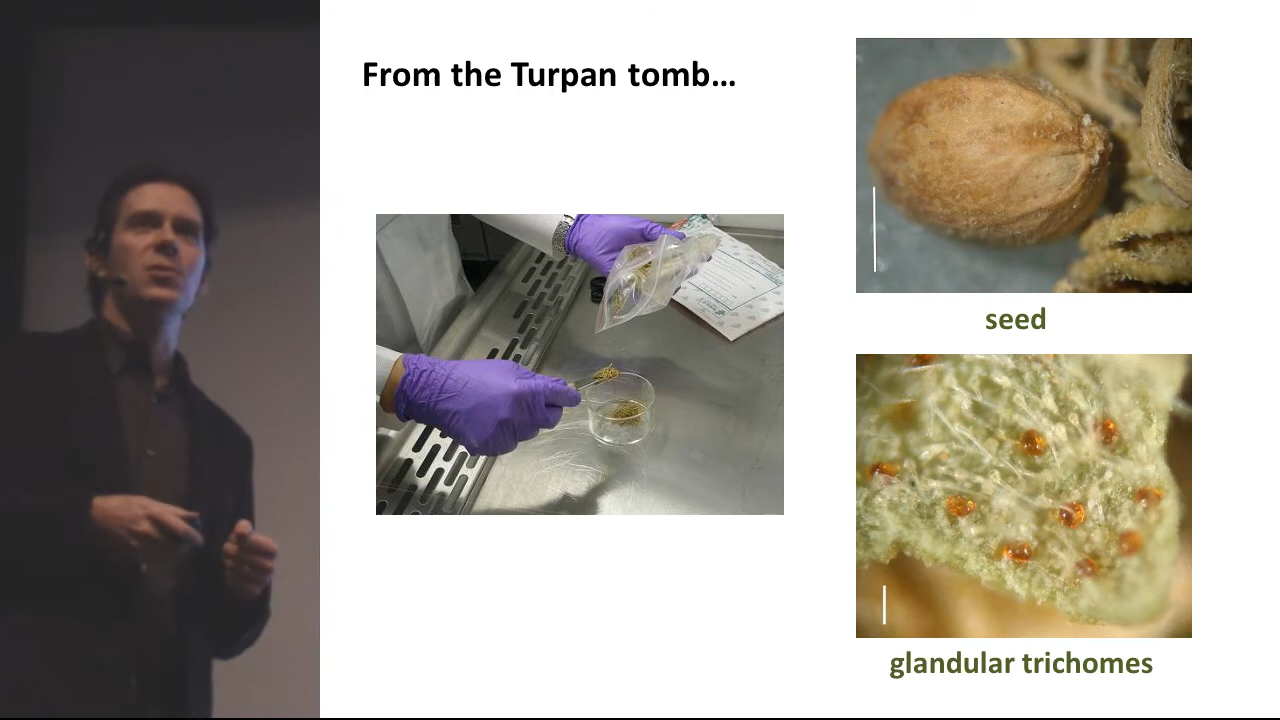 From the Turpan tomb…
seed
glandular trichomes